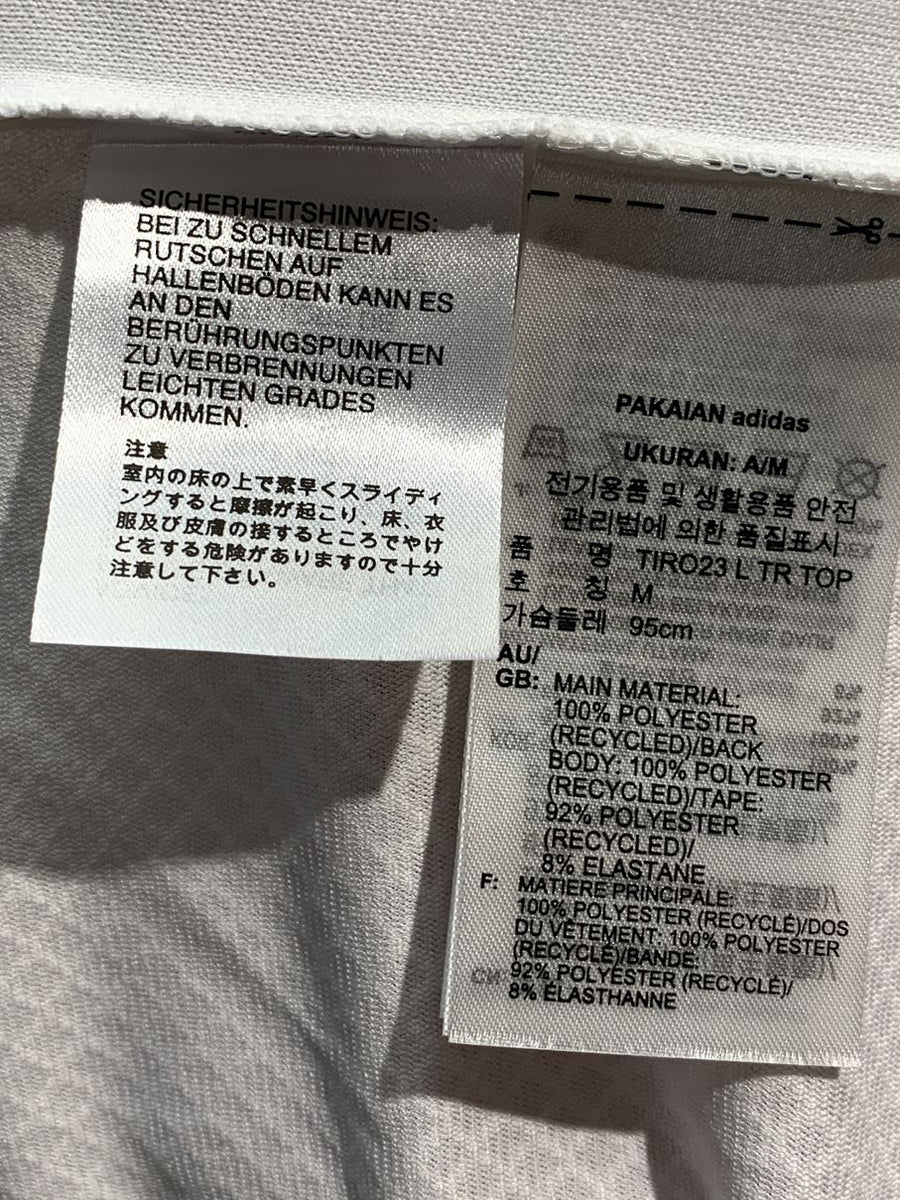 SICHERHEITSHINWEIS:
BEI ZU SCHNELLEM
RUTSCHEN AUF
HALLENBÖDEN KANN ES
AN DEN
BERÜHRUNGSPUNKTEN
ZU VERBRENNUNGEN
LEICHTEN GRADES
KOMMEN.
注意
室内の床の上で素早くスライディ
ングすると摩擦が起こり、床、衣
服及び皮膚の接するところでやけ
どをする危険がありますので十分
注意して下さい。
PAKAIAN adidas
UKURAN: A/M
전기용품 및 생활용품 안전
관리법에 의한 품질표시
품 명 TIRO23 L TR TOP
호 칭 M
가슴둘레 95cm
AU/
GB: MAIN MATERIAL:
100% POLYESTER
(RECYCLED)/BACK
BODY: 100% POLYESTER
(RECYCLED)/TAPE:
92% POLYESTER
(RECYCLED)/
8% ELASTANE
F: MATIÈRE PRINCIPALE:
100% POLYESTER (RECYCLÉ)/DOS
DU VÊTEMENT: 100% POLYESTER
(RECYCLÉ)/BANDE:
92% POLYESTER (RECYCLÉ)/
8% ÉLASTHANNE